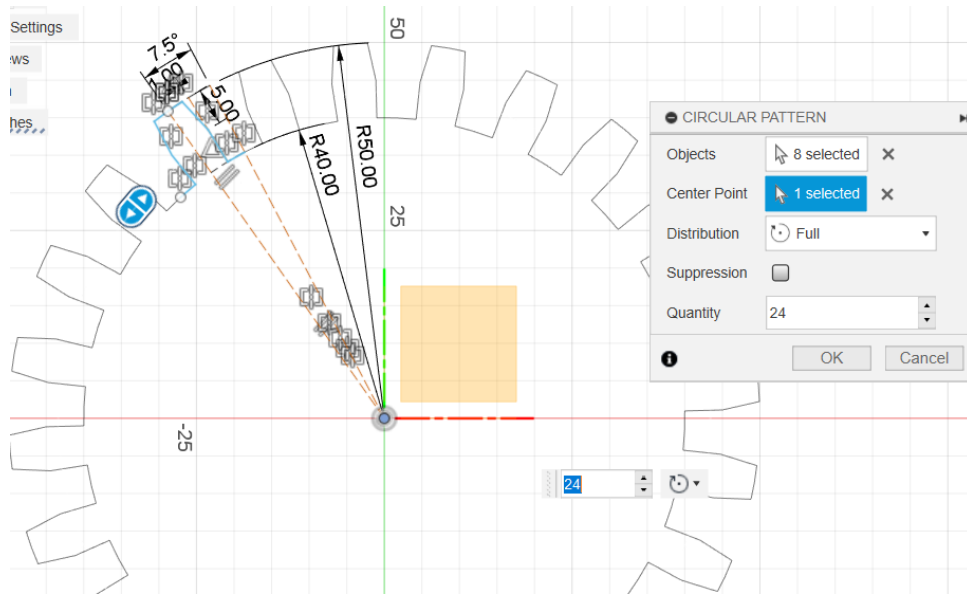 Settings
ews
hes
50
7.5°
1.00
5.00
R40.00
R50.00
25
-25
24
CIRCULAR PATTERN
Objects 8 selected
Center Point 1 selected
Distribution Full
Suppression
Quantity 24
OK Cancel